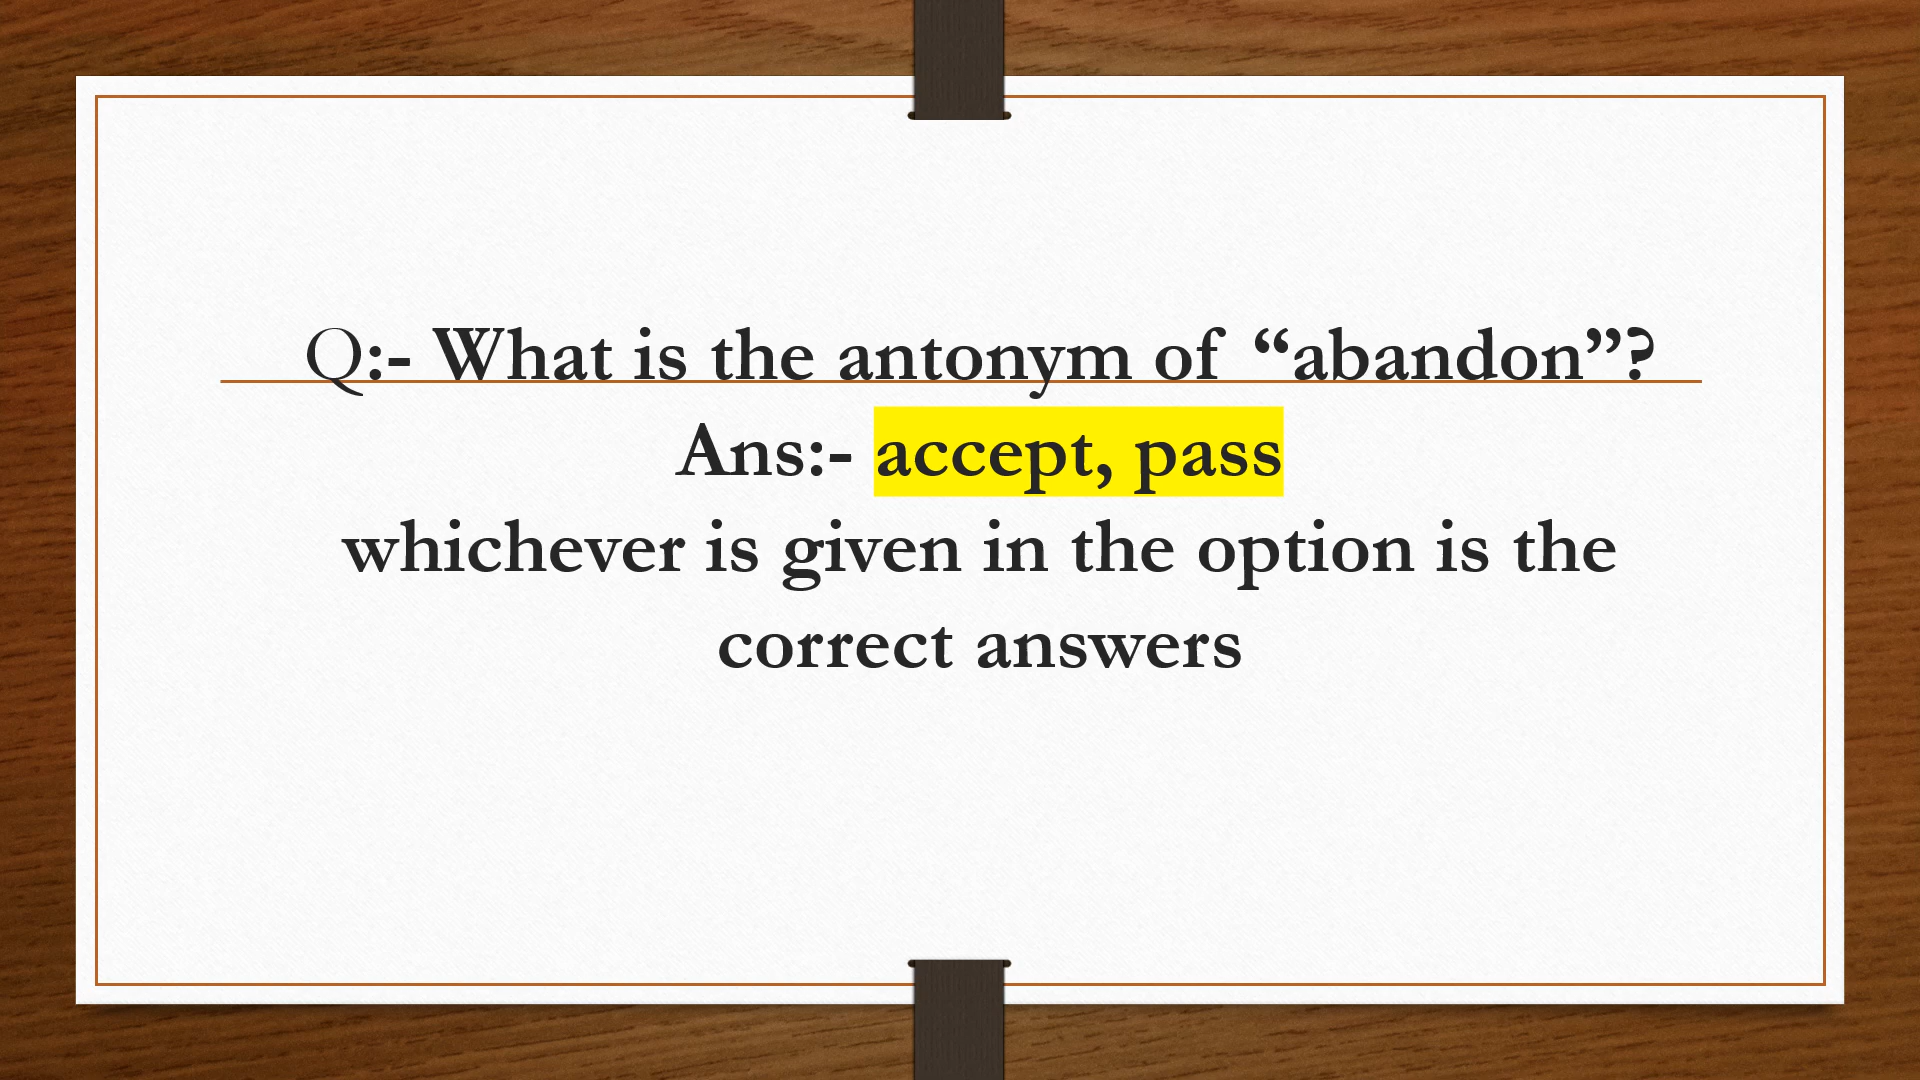 Q:- What is the antonym of “abandon”?
Ans:- accept, pass
whichever is given in the option is the
correct answers